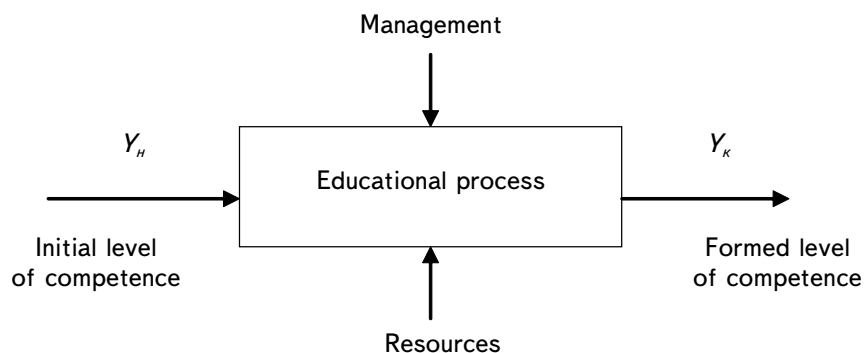 Management
Yн
Yк
Educational process
Initial level
of competence
Formed level
of competence
Resources